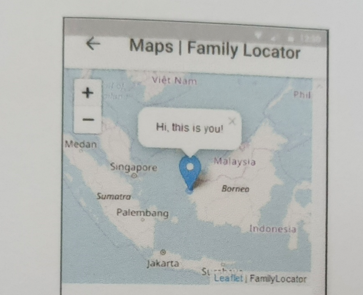 Maps | Family Locator
+
Việt Nam
Hi, this is you!
×
−
Medan
Singapore
Malaysia
Sumatra
Borneo
Palembang
Indonesia
Jakarta
Leaflet | FamilyLocator